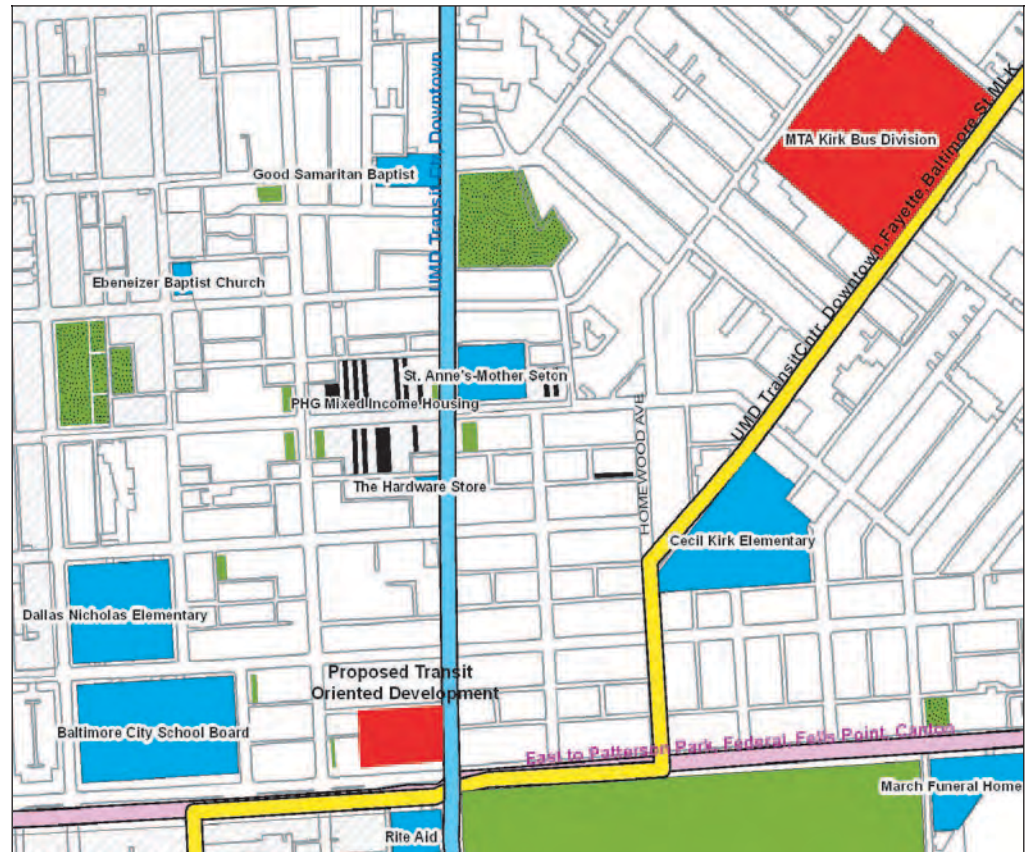 MTA Kirk Bus Division
Good Samaritan Baptist
Ebeneizer Baptist Church
UMD Transit Cntr, Downtown
UMD TransitCntr, Downtown,Fayette,Baltimore St,MLK
St. Anne's-Mother Seton
PHG Mixed Income Housing
HOMEWOOD AVE
The Hardware Store
Cecil Kirk Elementary
Dallas Nicholas Elementary
Proposed Transit
Oriented Development
Baltimore City School Board
East to Patterson Park, Federal, Fells Point, Canton
March Funeral Home
Rite Aid